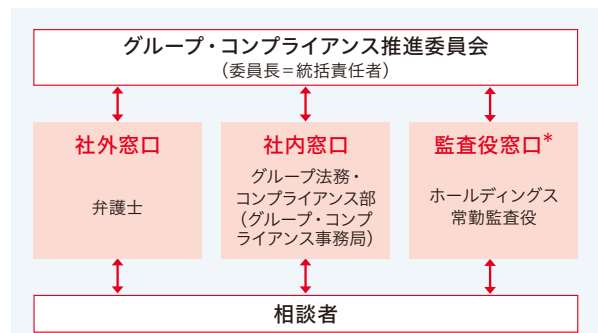 グループ・コンプライアンス推進委員会
（委員長＝統括責任者）
社外窓口
弁護士
社内窓口
グループ法務・
コンプライアンス部
（グループ・コンプ
ライアンス事務局）
監査役窓口*
ホールディングス
常勤監査役
相談者